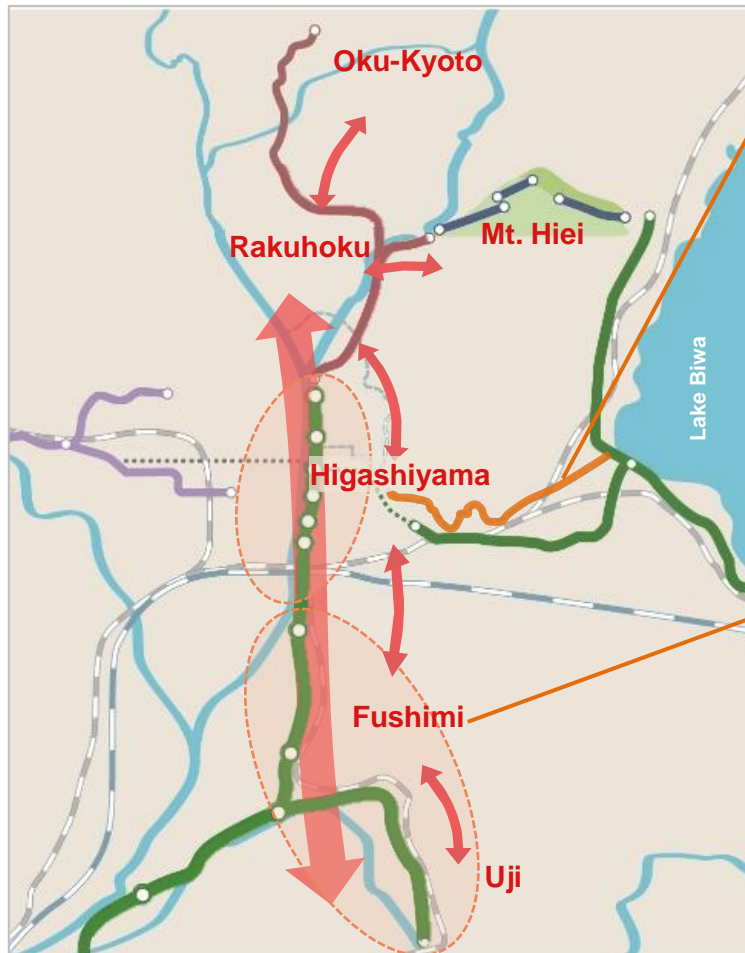 Oku-Kyoto
Rakuhoku
Mt. Hiei
Lake Biwa
Higashiyama
Fushimi
Uji